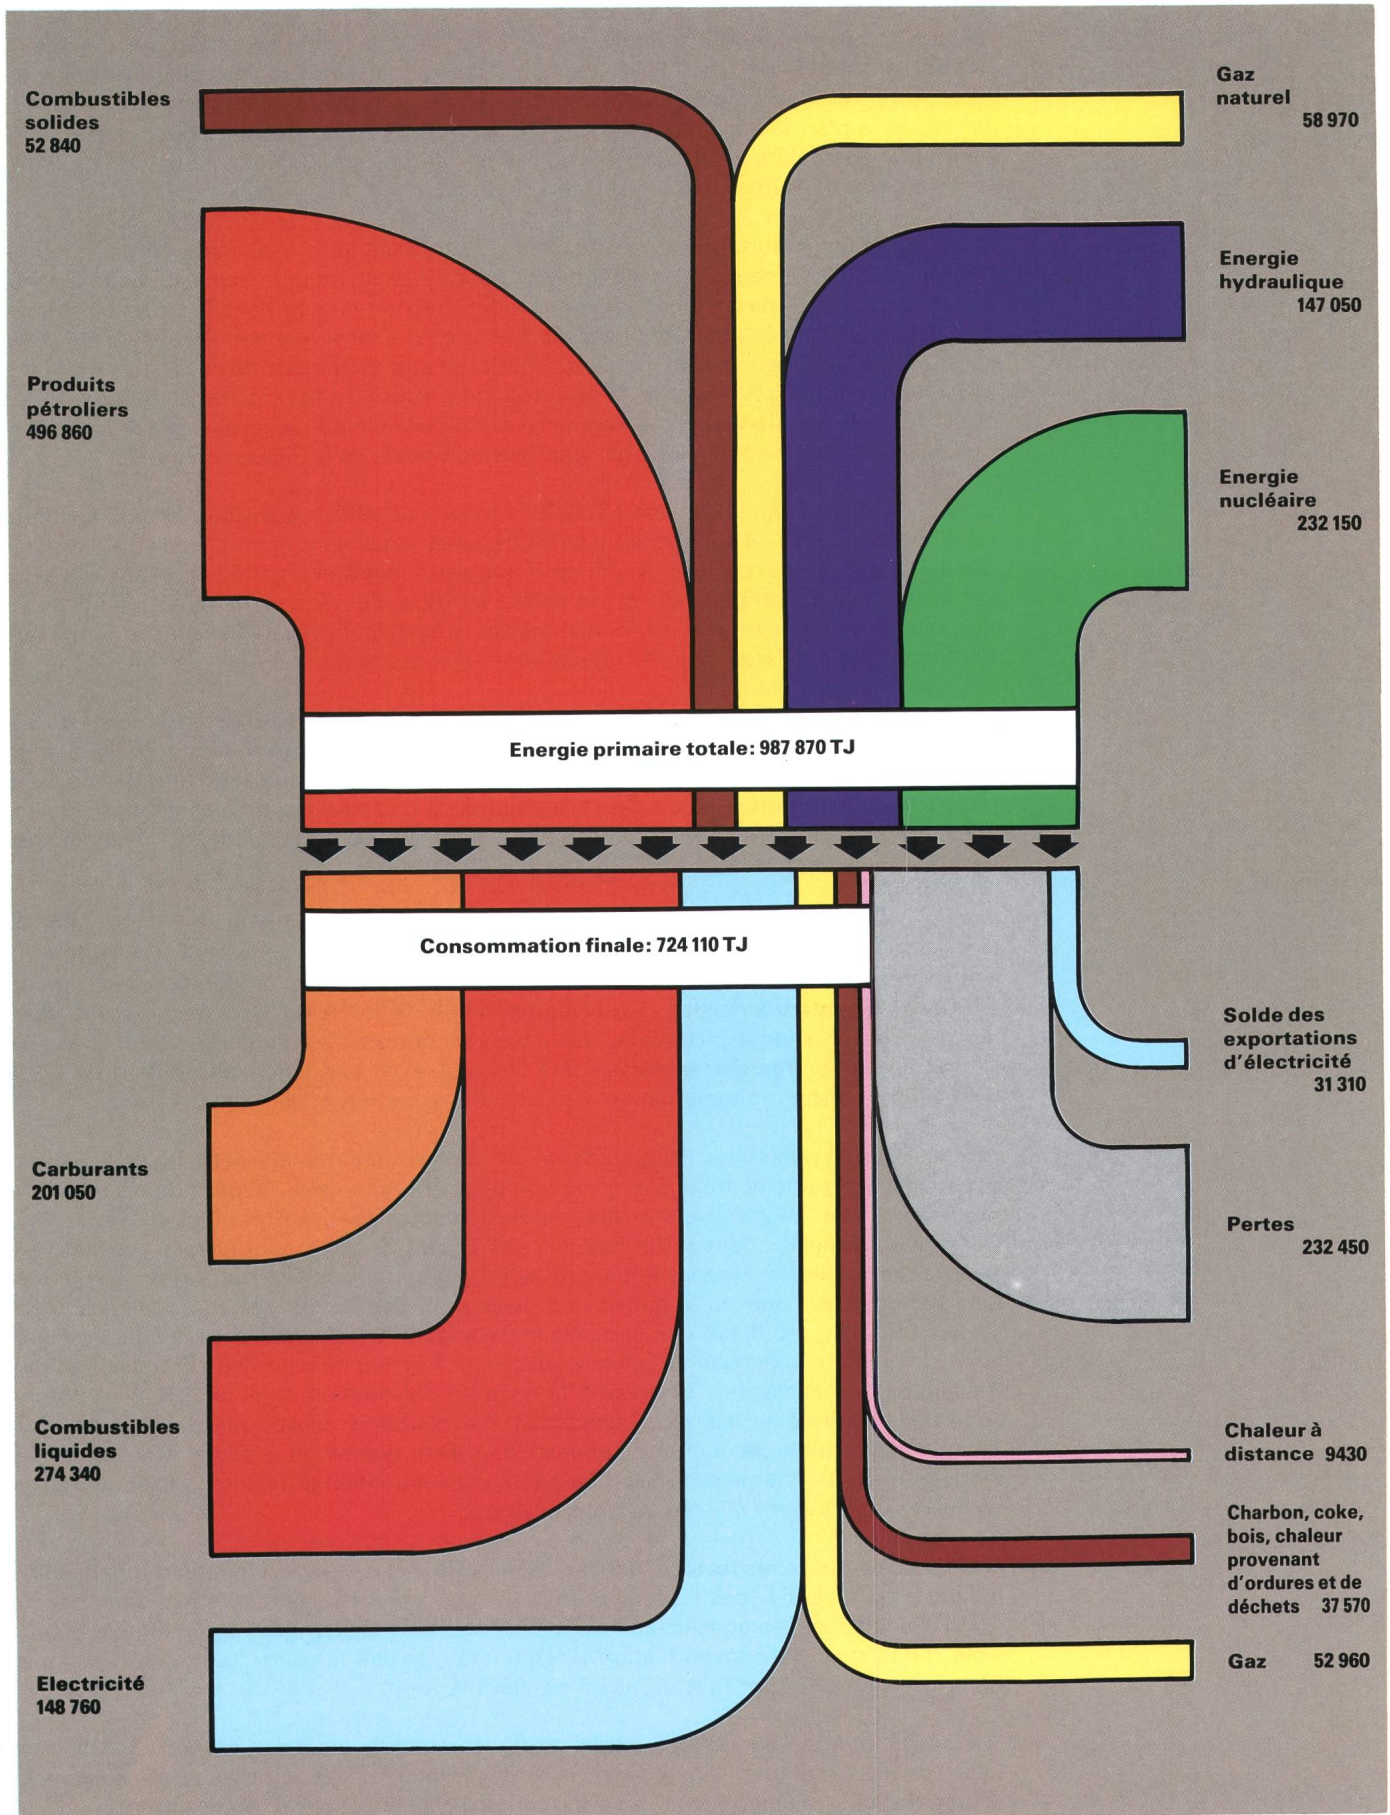 Combustibles
solides
52 840
Gaz
naturel
58 970
Energie
hydraulique
147 050
Produits
pétroliers
496 860
Energie
nucléaire
232 150
Energie primaire totale: 987 870 TJ
Consommation finale: 724 110 TJ
Solde des
exportations
d'électricité
31 310
Carburants
201 050
Pertes
232 450
Combustibles
liquides
274 340
Chaleur à
distance 9430
Charbon, coke,
bois, chaleur
provenant
d'ordures et de
déchets 37 570
Electricité
148 760
Gaz 52 960